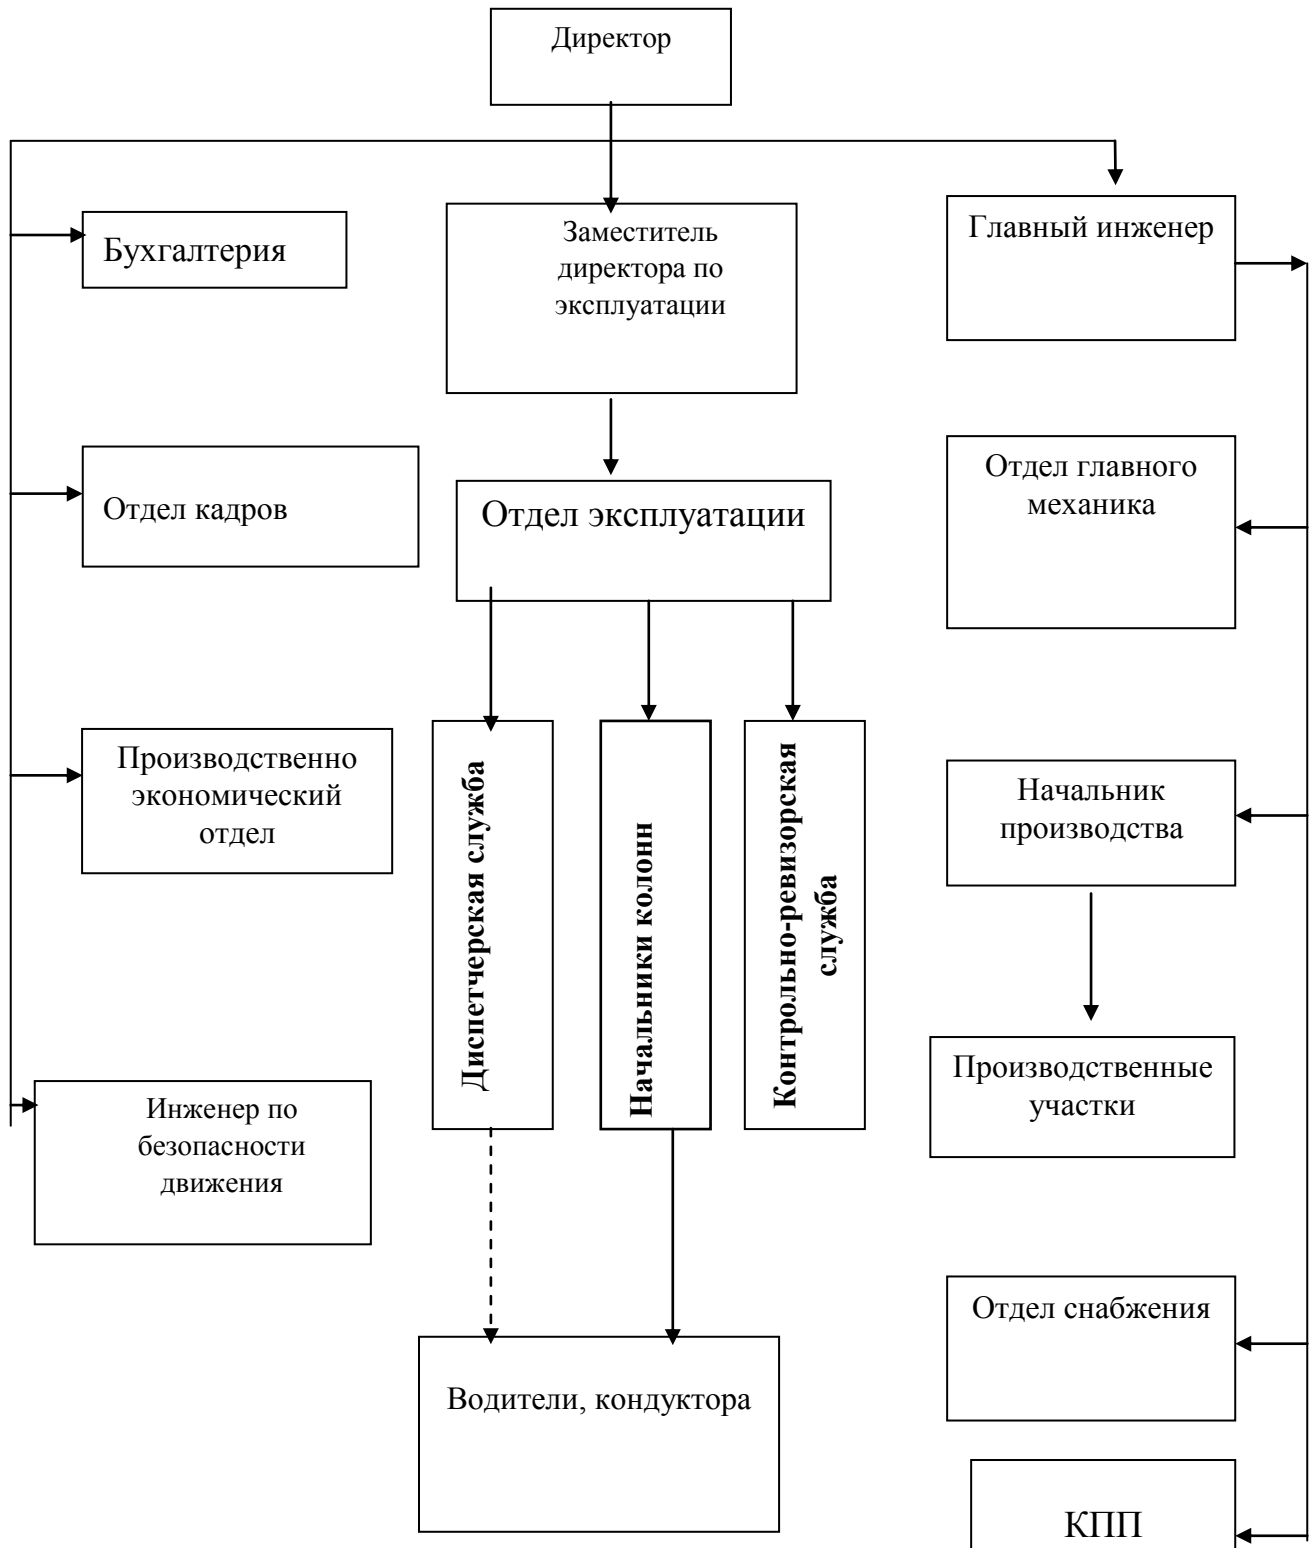 Директор
Бухгалтерия
Заместитель
директора по
эксплуатации
Главный инженер
Отдел кадров
Отдел эксплуатации
Отдел главного
механика
Производственно
экономический
отдел
Диспетчерская служба
Начальники колонн
Контрольно-ревизорская
служба
Начальник
производства
Инженер по
безопасности
движения
Производственные
участки
Водители, кондуктора
Отдел снабжения
КПП